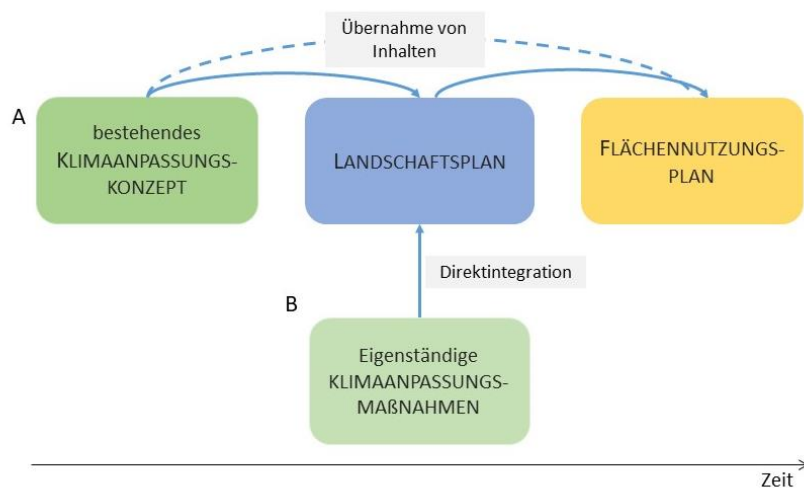 Übernahme von
Inhalten
A
bestehendes
KLIMAANPASSUNGS-
KONZEPT
LANDSCHAFTSPLAN
FLÄCHENNUTZUNGS-
PLAN
Direktintegration
B
Eigenständige
KLIMAANPASSUNGS-
MAßNAHMEN
Zeit